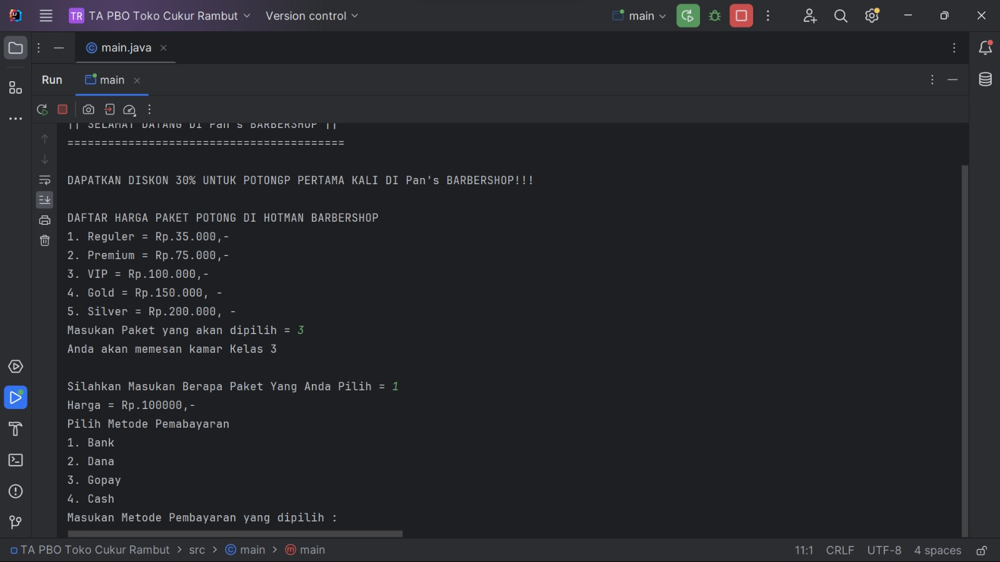 TR TA PBO Toko Cukur Rambut Version control main
main.java
Run main
|| SELAMAT DATANG DI Pan's BARBERSHOP ||
=========================================
DAPATKAN DISKON 30% UNTUK POTONGP PERTAMA KALI DI Pan's BARBERSHOP!!!
DAFTAR HARGA PAKET POTONG DI HOTMAN BARBERSHOP
1. Reguler = Rp.35.000,-
2. Premium = Rp.75.000,-
3. VIP = Rp.100.000,-
4. Gold = Rp.150.000, -
5. Silver = Rp.200.000, -
Masukan Paket yang akan dipilih = 3
Anda akan memesan kamar Kelas 3
Silahkan Masukan Berapa Paket Yang Anda Pilih = 1
Harga = Rp.100000,-
Pilih Metode Pemabayaran
1. Bank
2. Dana
3. Gopay
4. Cash
Masukan Metode Pembayaran yang dipilih :
TA PBO Toko Cukur Rambut > src > main > main 11:1 CRLF UTF-8 4 spaces